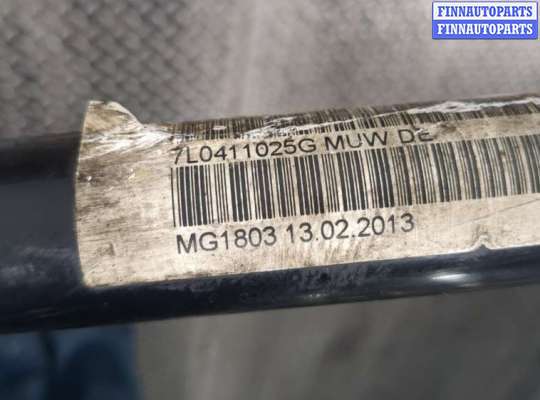 FINNAUTOPARTS
FINNAUTOPARTS
7L0411025G MUW DE
MG1803 13.02.2013